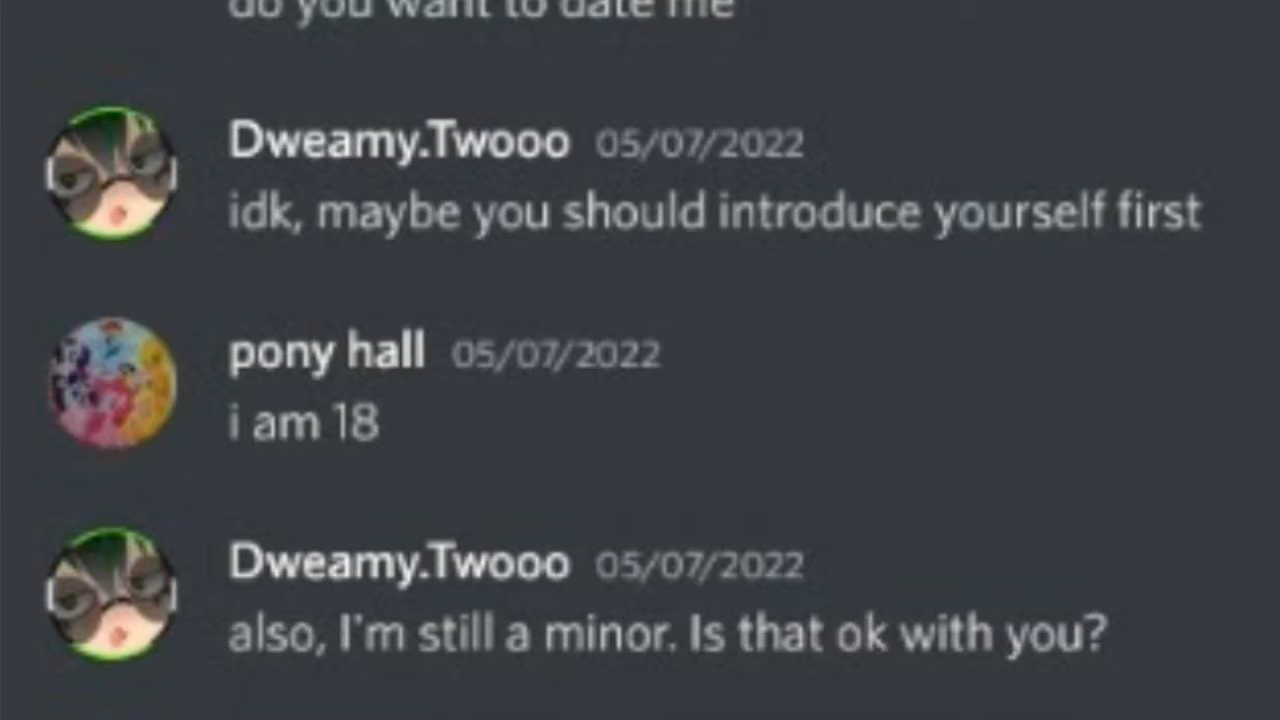 do you want to date me
Dweamy.Twooo 05/07/2022
idk, maybe you should introduce yourself first
pony hall 05/07/2022
i am 18
Dweamy.Twooo 05/07/2022
also, I'm still a minor. Is that ok with you?